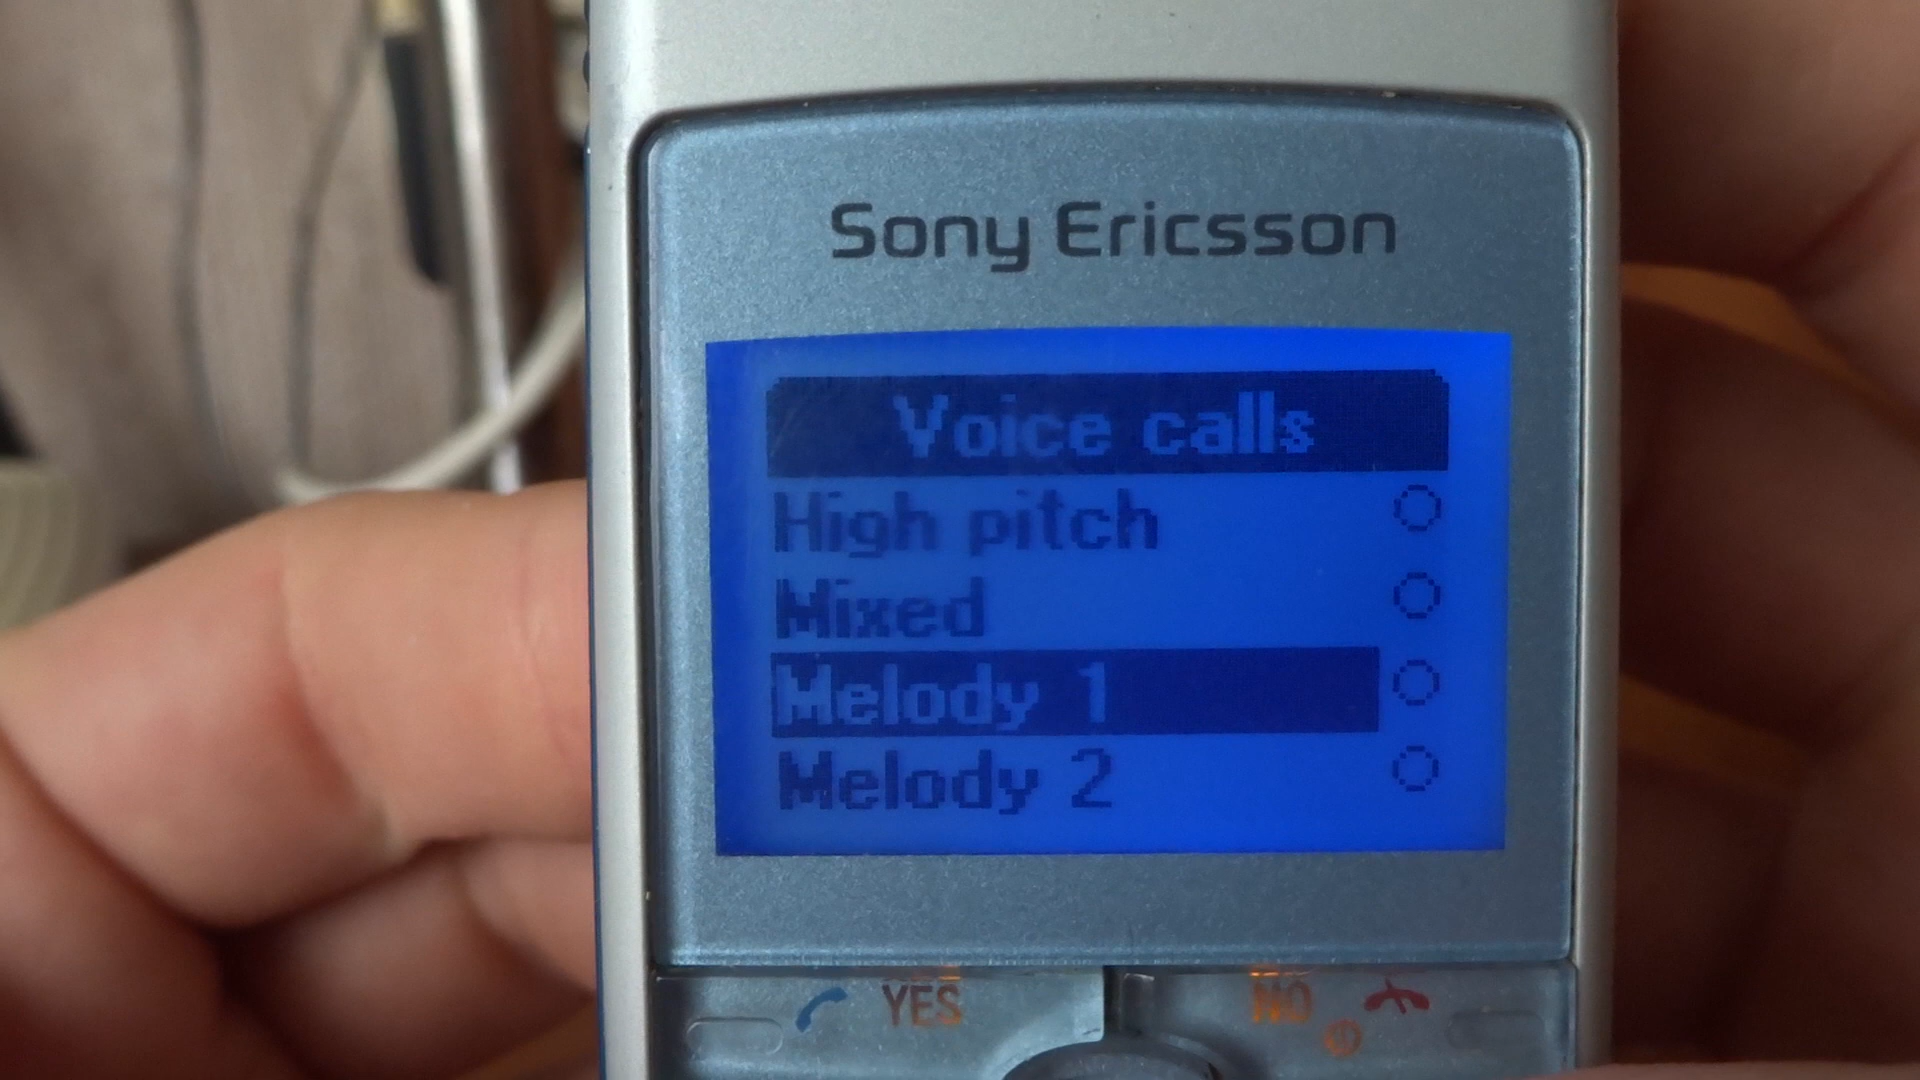 Sony Ericsson
Voice calls
High pitch
Mixed
Melody 1
Melody 2
YES NO